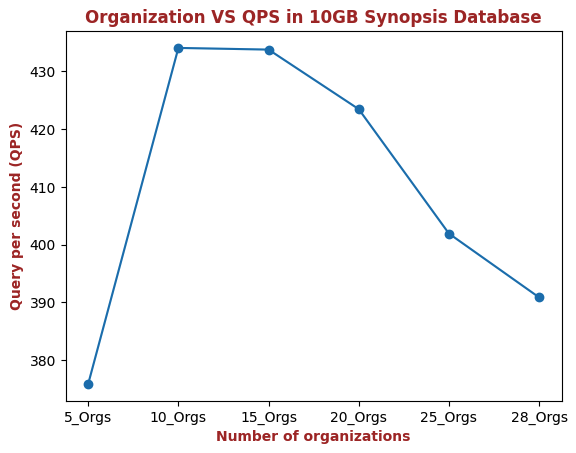 Organization VS QPS in 10GB Synopsis Database
Query per second (QPS)
430
420
410
400
390
380
5_Orgs 10_Orgs 15_Orgs 20_Orgs 25_Orgs 28_Orgs
Number of organizations